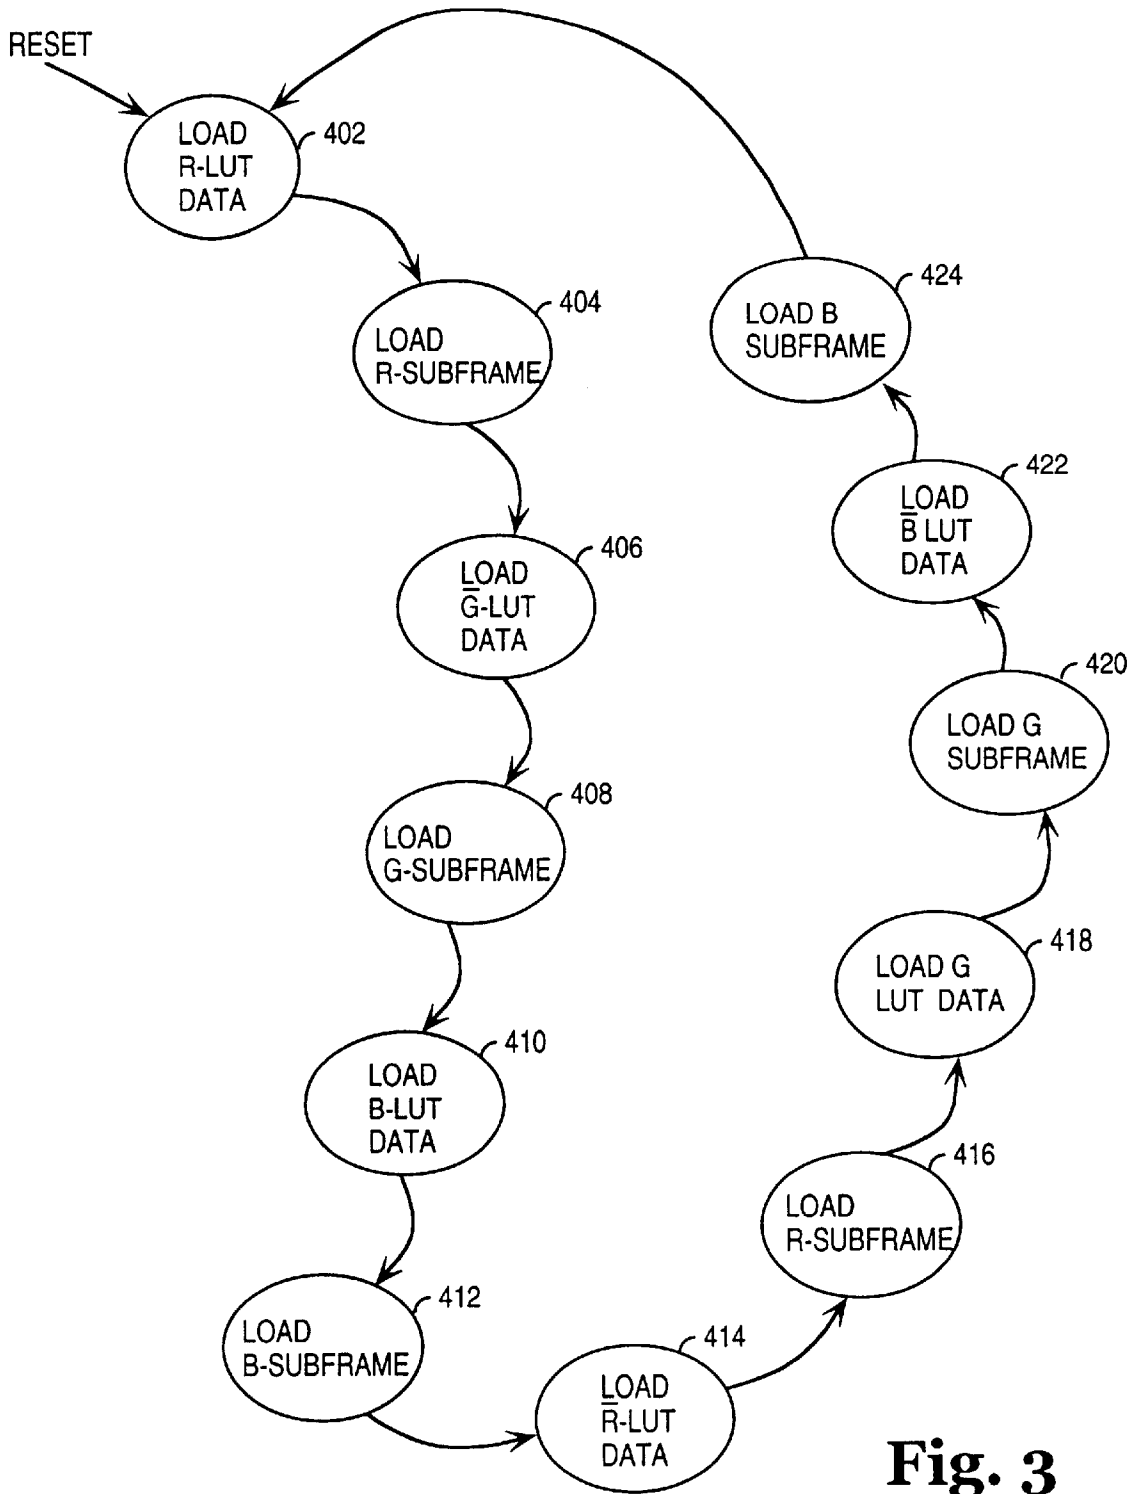 RESET
LOAD
R-LUT
DATA
402
LOAD
R-SUBFRAME
404
LOAD
G̅-LUT
DATA
406
LOAD
G-SUBFRAME
408
LOAD
B-LUT
DATA
410
LOAD
B-SUBFRAME
412
LOAD
R̅-LUT
DATA
414
LOAD
R-SUBFRAME
416
LOAD G
LUT DATA
418
LOAD G
SUBFRAME
420
LOAD
B̅ LUT
DATA
422
LOAD B
SUBFRAME
424
Fig. 3